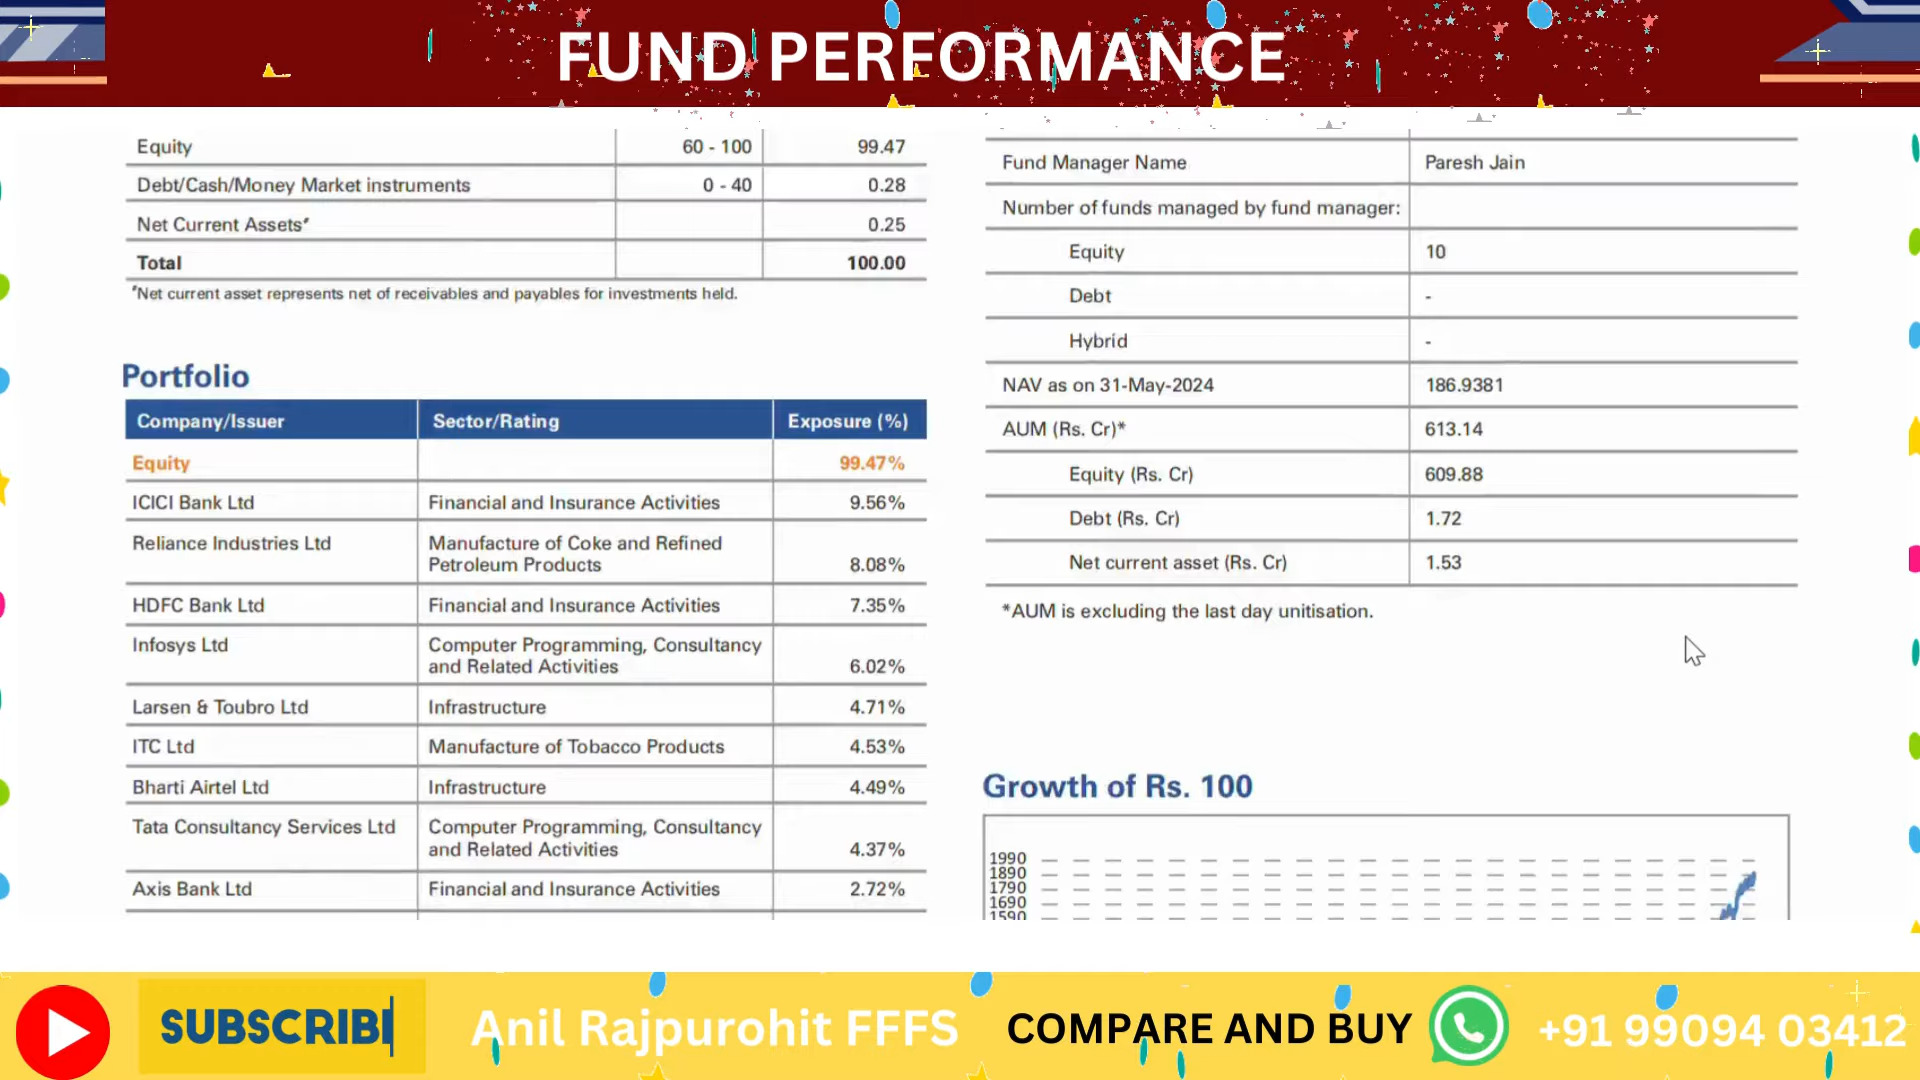 FUND PERFORMANCE
Equity 60 - 100 99.47
Debt/Cash/Money Market instruments 0 - 40 0.28
Net Current Assets# 0.25
Total 100.00
#Net current asset represents net of receivables and payables for investments held.
Portfolio
Company/Issuer Sector/Rating Exposure (%)
Equity 99.47%
ICICI Bank Ltd Financial and Insurance Activities 9.56%
Reliance Industries Ltd Manufacture of Coke and Refined
Petroleum Products 8.08%
HDFC Bank Ltd Financial and Insurance Activities 7.35%
Infosys Ltd Computer Programming, Consultancy
and Related Activities 6.02%
Larsen & Toubro Ltd Infrastructure 4.71%
ITC Ltd Manufacture of Tobacco Products 4.53%
Bharti Airtel Ltd Infrastructure 4.49%
Tata Consultancy Services Ltd Computer Programming, Consultancy
and Related Activities 4.37%
Axis Bank Ltd Financial and Insurance Activities 2.72%
Fund Manager Name Paresh Jain
Number of funds managed by fund manager:
Equity 10
Debt -
Hybrid -
NAV as on 31-May-2024 186.9381
AUM (Rs. Cr)* 613.14
Equity (Rs. Cr) 609.88
Debt (Rs. Cr) 1.72
Net current asset (Rs. Cr) 1.53
*AUM is excluding the last day unitisation.
Growth of Rs. 100
1990
1890
1790
1690
1590
SUBSCRIB
Anil Rajpurohit FFFS
COMPARE AND BUY
+91 99094 03412